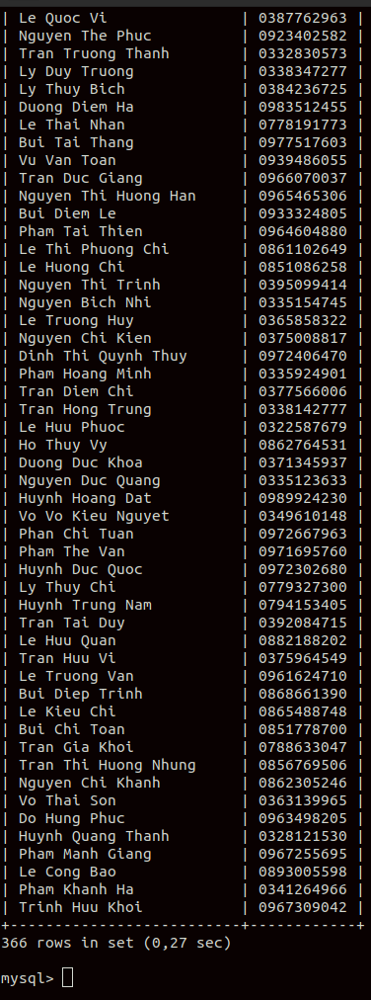 | Le Quoc Vi | 0387762963 |
| Nguyen The Phuc | 0923402582 |
| Tran Truong Thanh | 0332830573 |
| Ly Duy Truong | 0338347277 |
| Ly Thuy Bich | 0384236725 |
| Duong Diem Ha | 0983512455 |
| Le Thai Nhan | 0778191773 |
| Bui Tai Thang | 0977517603 |
| Vu Van Toan | 0939486055 |
| Tran Duc Giang | 0966070037 |
| Nguyen Thi Huong Han | 0965465306 |
| Bui Diem Le | 0933324805 |
| Pham Tai Thien | 0964604880 |
| Le Thi Phuong Chi | 0861102649 |
| Le Huong Chi | 0851086258 |
| Nguyen Thi Trinh | 0395099414 |
| Nguyen Bich Nhi | 0335154745 |
| Le Truong Huy | 0365858322 |
| Nguyen Chi Kien | 0375008817 |
| Dinh Thi Quynh Thuy | 0972406470 |
| Pham Hoang Minh | 0335924901 |
| Tran Diem Chi | 0377566006 |
| Tran Hong Trung | 0338142777 |
| Le Huu Phuoc | 0322587679 |
| Ho Thuy Vy | 0862764531 |
| Duong Duc Khoa | 0371345937 |
| Nguyen Duc Quang | 0335123633 |
| Huynh Hoang Dat | 0989924230 |
| Vo Vo Kieu Nguyet | 0349610148 |
| Phan Chi Tuan | 0972667963 |
| Pham The Van | 0971695760 |
| Huynh Duc Quoc | 0972302680 |
| Ly Thuy Chi | 0779327300 |
| Huynh Trung Nam | 0794153405 |
| Tran Tai Duy | 0392084715 |
| Le Huu Quan | 0882188202 |
| Tran Huu Vi | 0375964549 |
| Le Truong Van | 0961624710 |
| Bui Diep Trinh | 0868661390 |
| Le Kieu Chi | 0865488748 |
| Bui Chi Toan | 0851778700 |
| Tran Gia Khoi | 0788633047 |
| Tran Thi Huong Nhung | 0856769506 |
| Nguyen Chi Khanh | 0862305246 |
| Vo Thai Son | 0363139965 |
| Do Hung Phuc | 0963498205 |
| Huynh Quang Thanh | 0328121530 |
| Pham Manh Giang | 0967255695 |
| Le Cong Bao | 0893005598 |
| Pham Khanh Ha | 0341264966 |
| Trinh Huu Khoi | 0967309042 |
+--------------------------+------------+
366 rows in set (0,27 sec)
mysql>